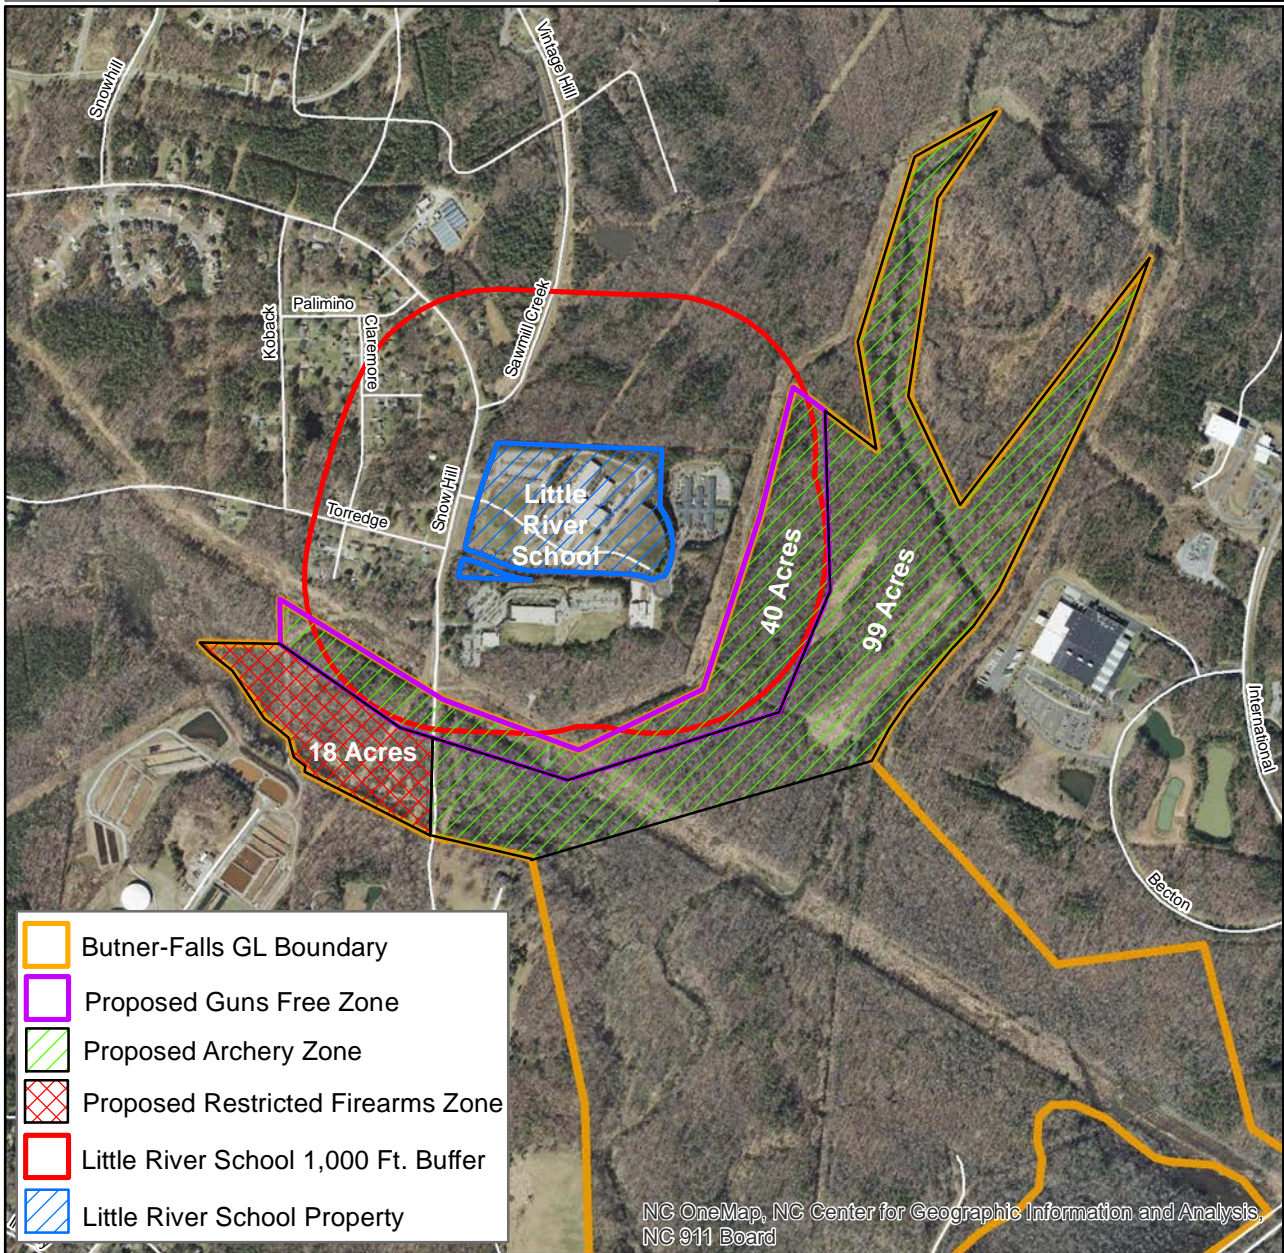 Snowhill
Vintage Hill
Palimino
Koback
Claremore
Sawmill Creek
Snow Hill
Torredge
Little
River
School
40 Acres
99 Acres
18 Acres
International
Becton
Butner-Falls GL Boundary
Proposed Guns Free Zone
Proposed Archery Zone
Proposed Restricted Firearms Zone
Little River School 1,000 Ft. Buffer
Little River School Property
NC OneMap, NC Center for Geographic Information and Analysis,
NC 911 Board